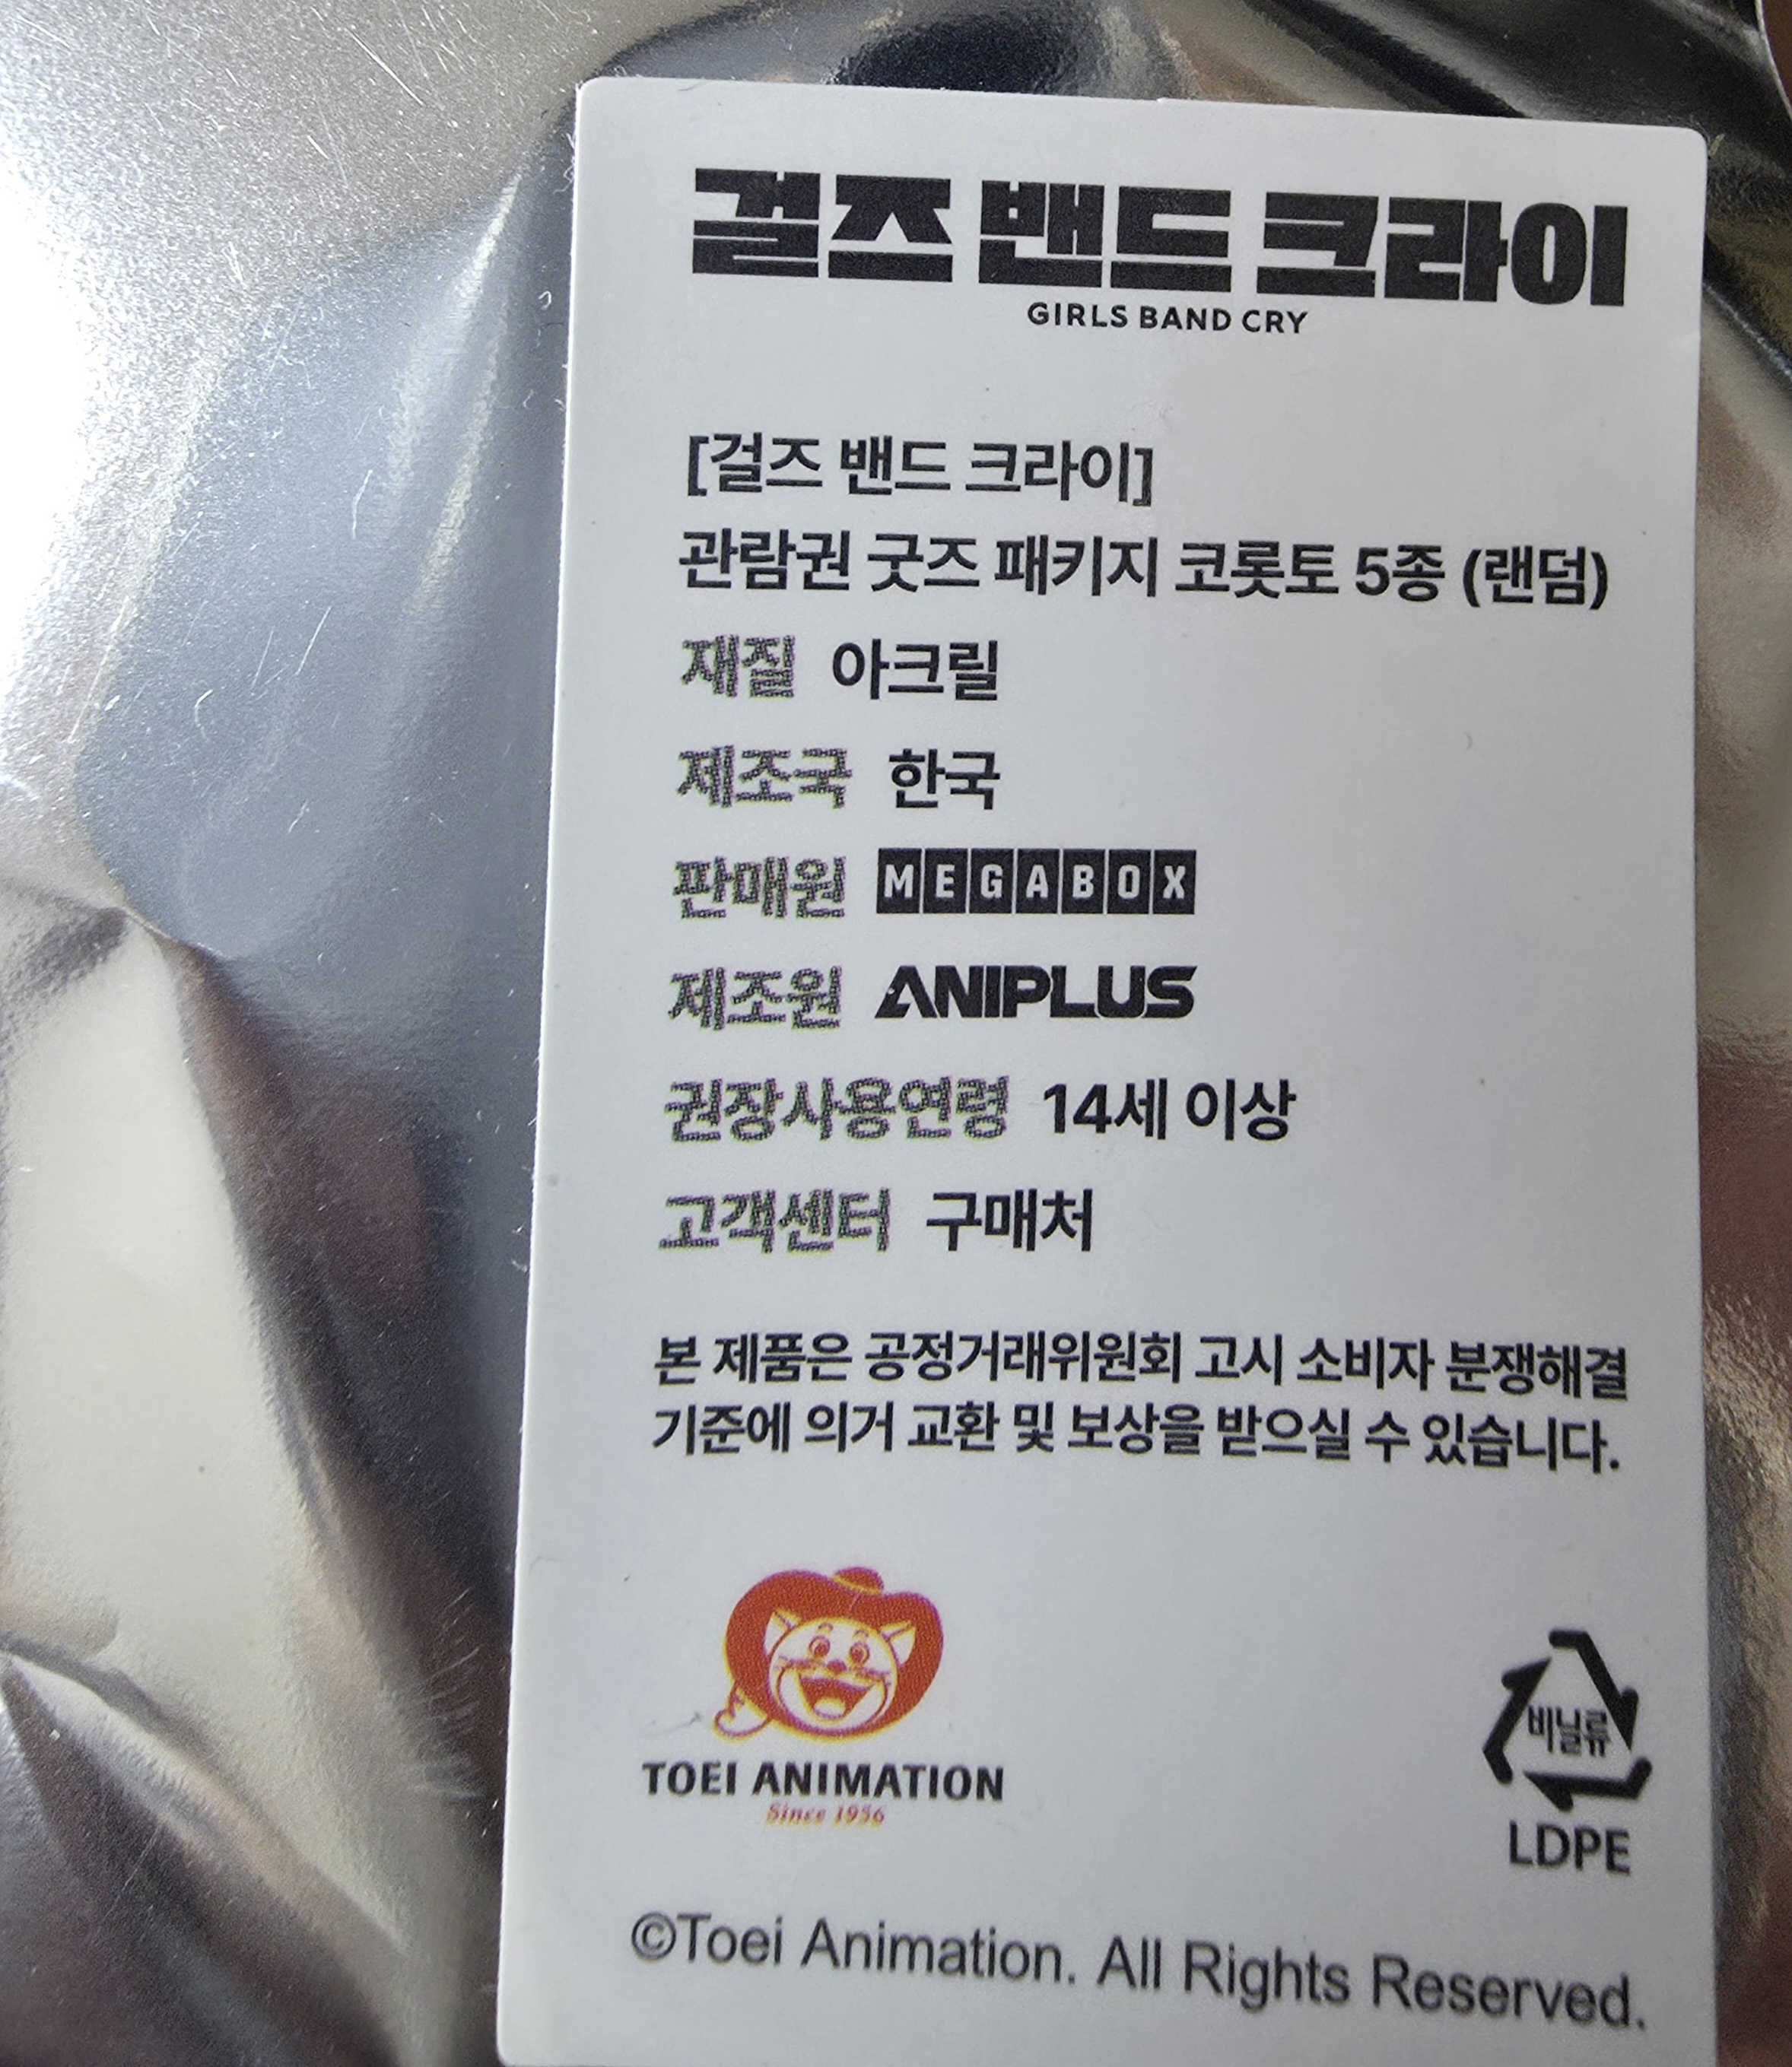 걸즈 밴드 크라이
GIRLS BAND CRY
[걸즈 밴드 크라이]
관람권 굿즈 패키지 코롯토 5종 (랜덤)
재질 아크릴
제조국 한국
판매원 MEGABOX
제조원 ANIPLUS
권장사용연령 14세 이상
고객센터 구매처
본 제품은 공정거래위원회 고시 소비자 분쟁해결
기준에 의거 교환 및 보상을 받으실 수 있습니다.
TOEI ANIMATION
Since 1956
비닐류
LDPE
©Toei Animation. All Rights Reserved.